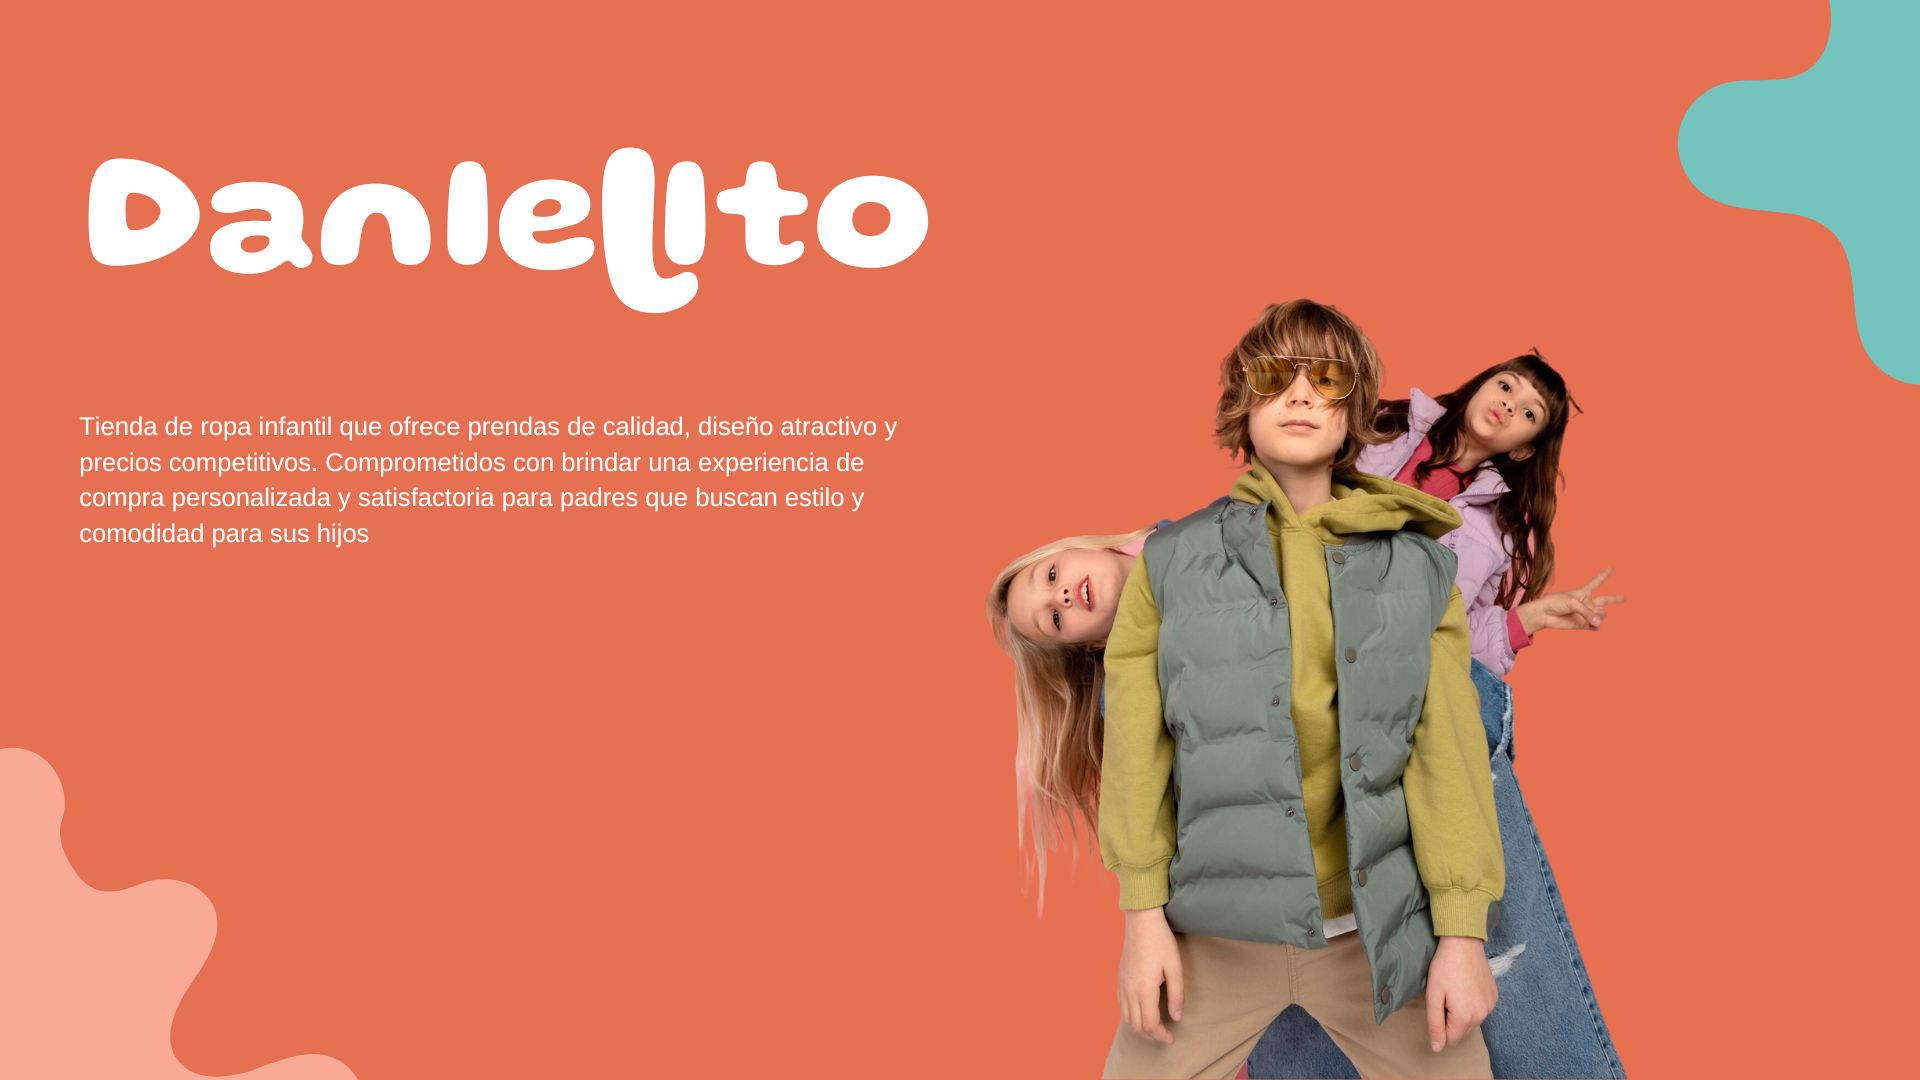 Danielito
Tienda de ropa infantil que ofrece prendas de calidad, diseño atractivo y
precios competitivos. Comprometidos con brindar una experiencia de
compra personalizada y satisfactoria para padres que buscan estilo y
comodidad para sus hijos